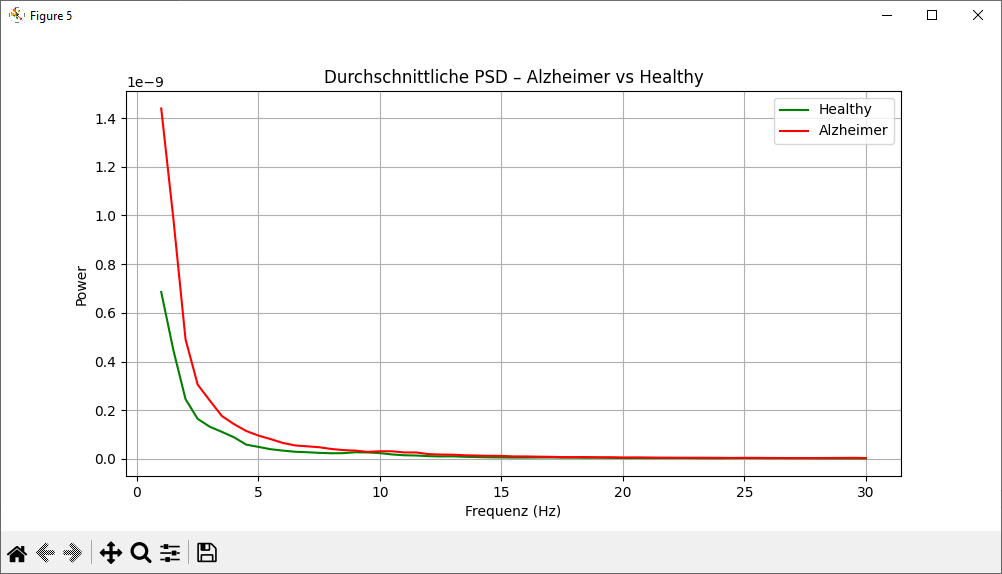 Figure 5
Durchschnittliche PSD – Alzheimer vs Healthy
1e−9
Healthy
Alzheimer
1.4
1.2
1.0
0.8
0.6
0.4
0.2
0.0
Power
0 5 10 15 20 25 30
Frequenz (Hz)